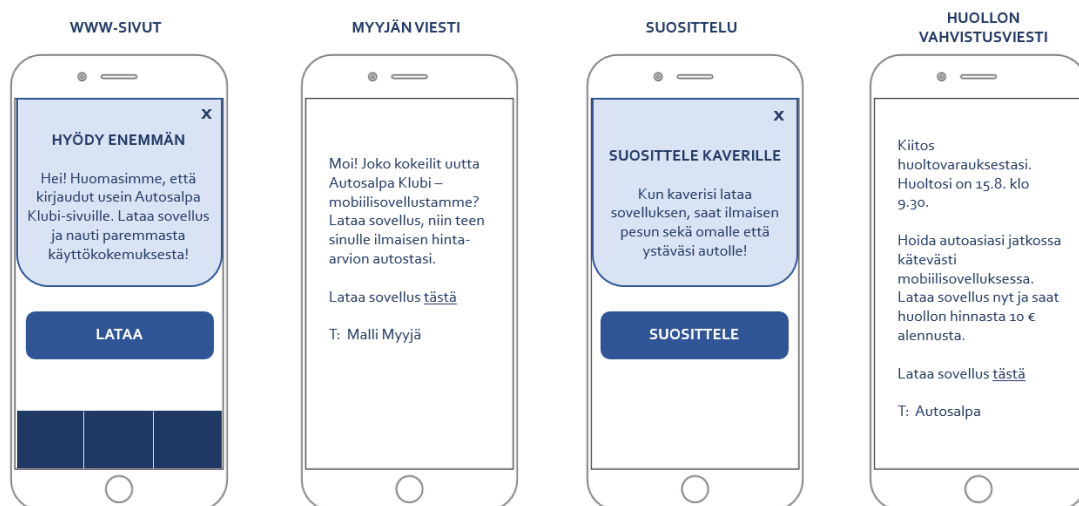 WWW-SIVUT
X
HYÖDY ENEMMÄN
Hei! Huomasimme, että
kirjaudut usein Autosalpa
Klubi-sivuille. Lataa sovellus
ja nauti paremmasta
käyttökokemuksesta!
LATAA
MYYJÄN VIESTI
Moi! Joko kokeilit uutta
Autosalpa Klubi –
mobiilisovellustamme?
Lataa sovellus, niin teen
sinulle ilmaisen hinta-
arvion autostasi.
Lataa sovellus tästä
T: Malli Myyjä
SUOSITTELU
X
SUOSITTELE KAVERILLE
Kun kaverisi lataa
sovelluksen, saat ilmaisen
pesun sekä omalle että
ystäväsi autolle!
SUOSITTELE
HUOLLON
VAHVISTUSVIESTI
Kiitos
huoltovarauksestasi.
Huoltosi on 15.8. klo
9.30.
Hoida autoasiasi jatkossa
kätevästi
mobiilisovelluksessa.
Lataa sovellus nyt ja saat
huollon hinnasta 10 €
alennusta.
Lataa sovellus tästä
T: Autosalpa